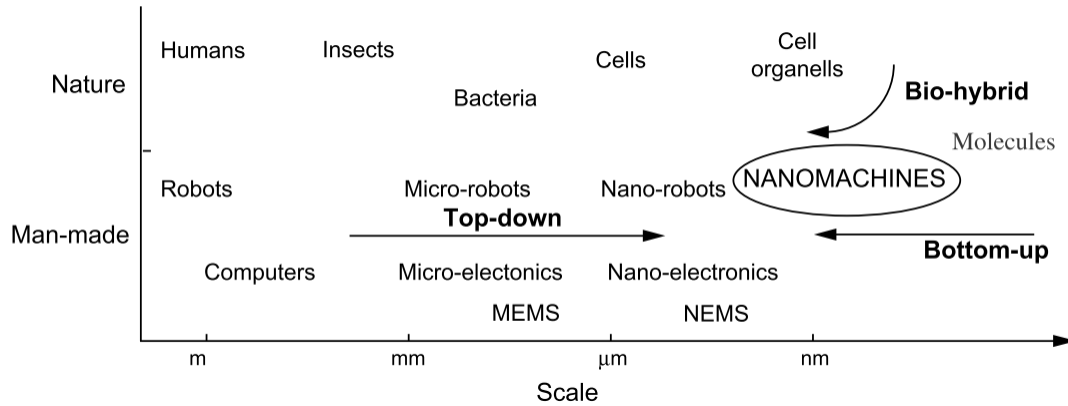 Humans
Insects
Cells
Cell
organells
Nature
Bacteria
Bio-hybrid
Molecules
Robots
Micro-robots
Nano-robots
NANOMACHINES
Top-down
Man-made
Bottom-up
Computers
Micro-electonics
Nano-electronics
MEMS
NEMS
m
mm
μm
nm
Scale